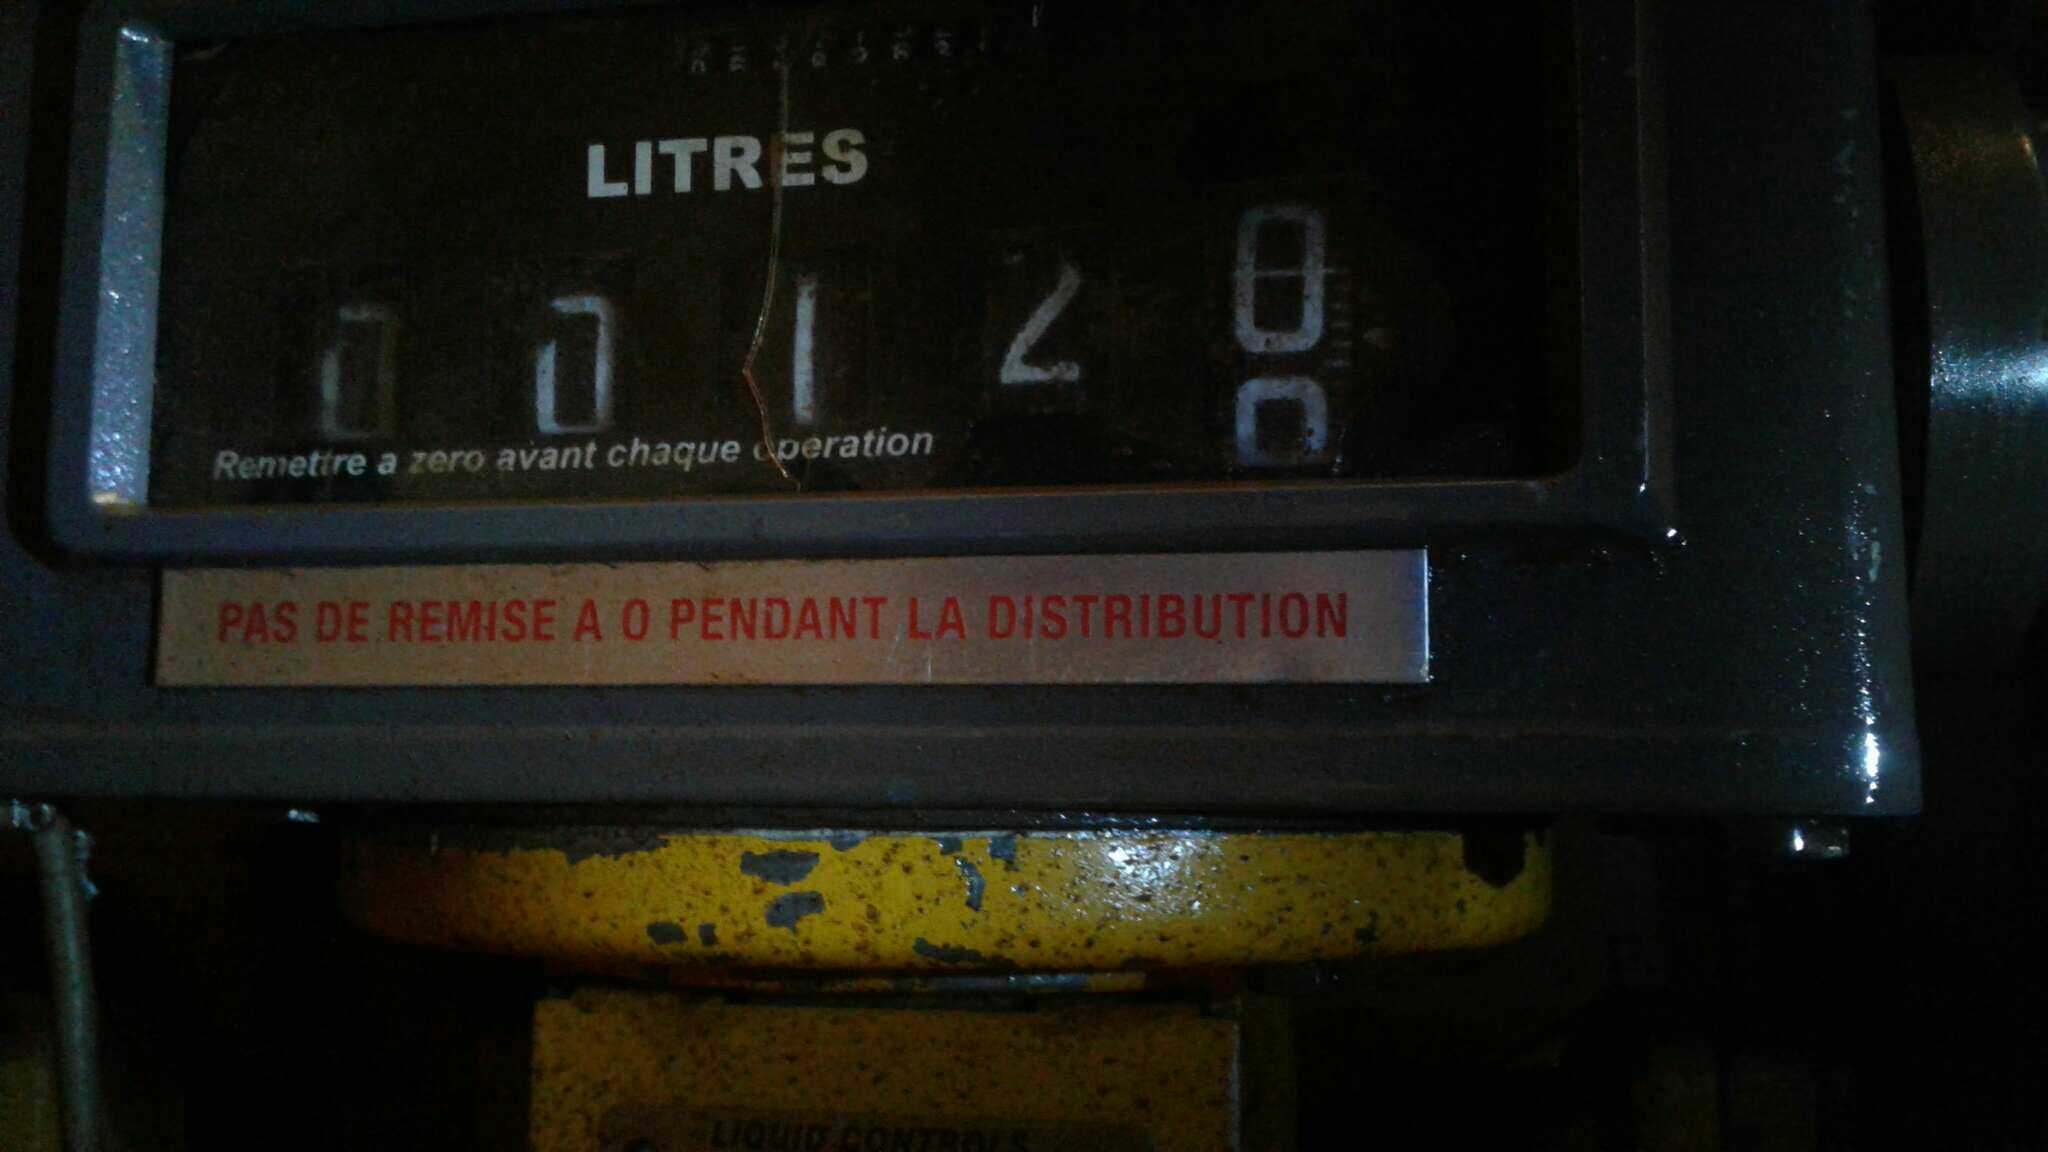 LITRES
0 0 1 2 8
Remettre a zero avant chaque operation
PAS DE REMISE A 0 PENDANT LA DISTRIBUTION
LIQUID CONTROLS